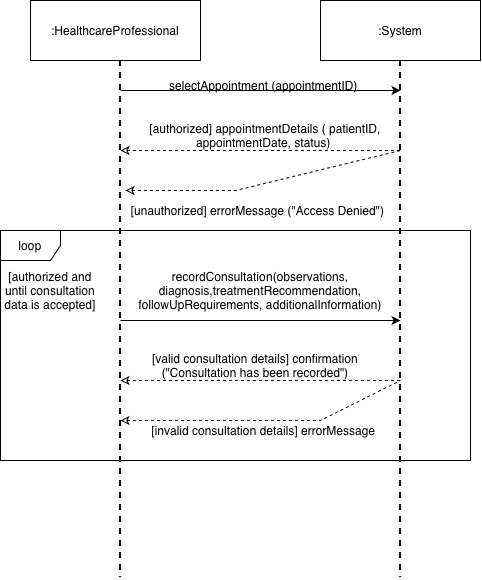 :HealthcareProfessional
:System
selectAppointment (appointmentID)
[authorized] appointmentDetails ( patientID,
appointmentDate, status)
[unauthorized] errorMessage ("Access Denied")
loop
[authorized and
until consultation
data is accepted]
recordConsultation(observations,
diagnosis,treatmentRecommendation,
followUpRequirements, additionalInformation)
[valid consultation details] confirmation
("Consultation has been recorded")
[invalid consultation details] errorMessage